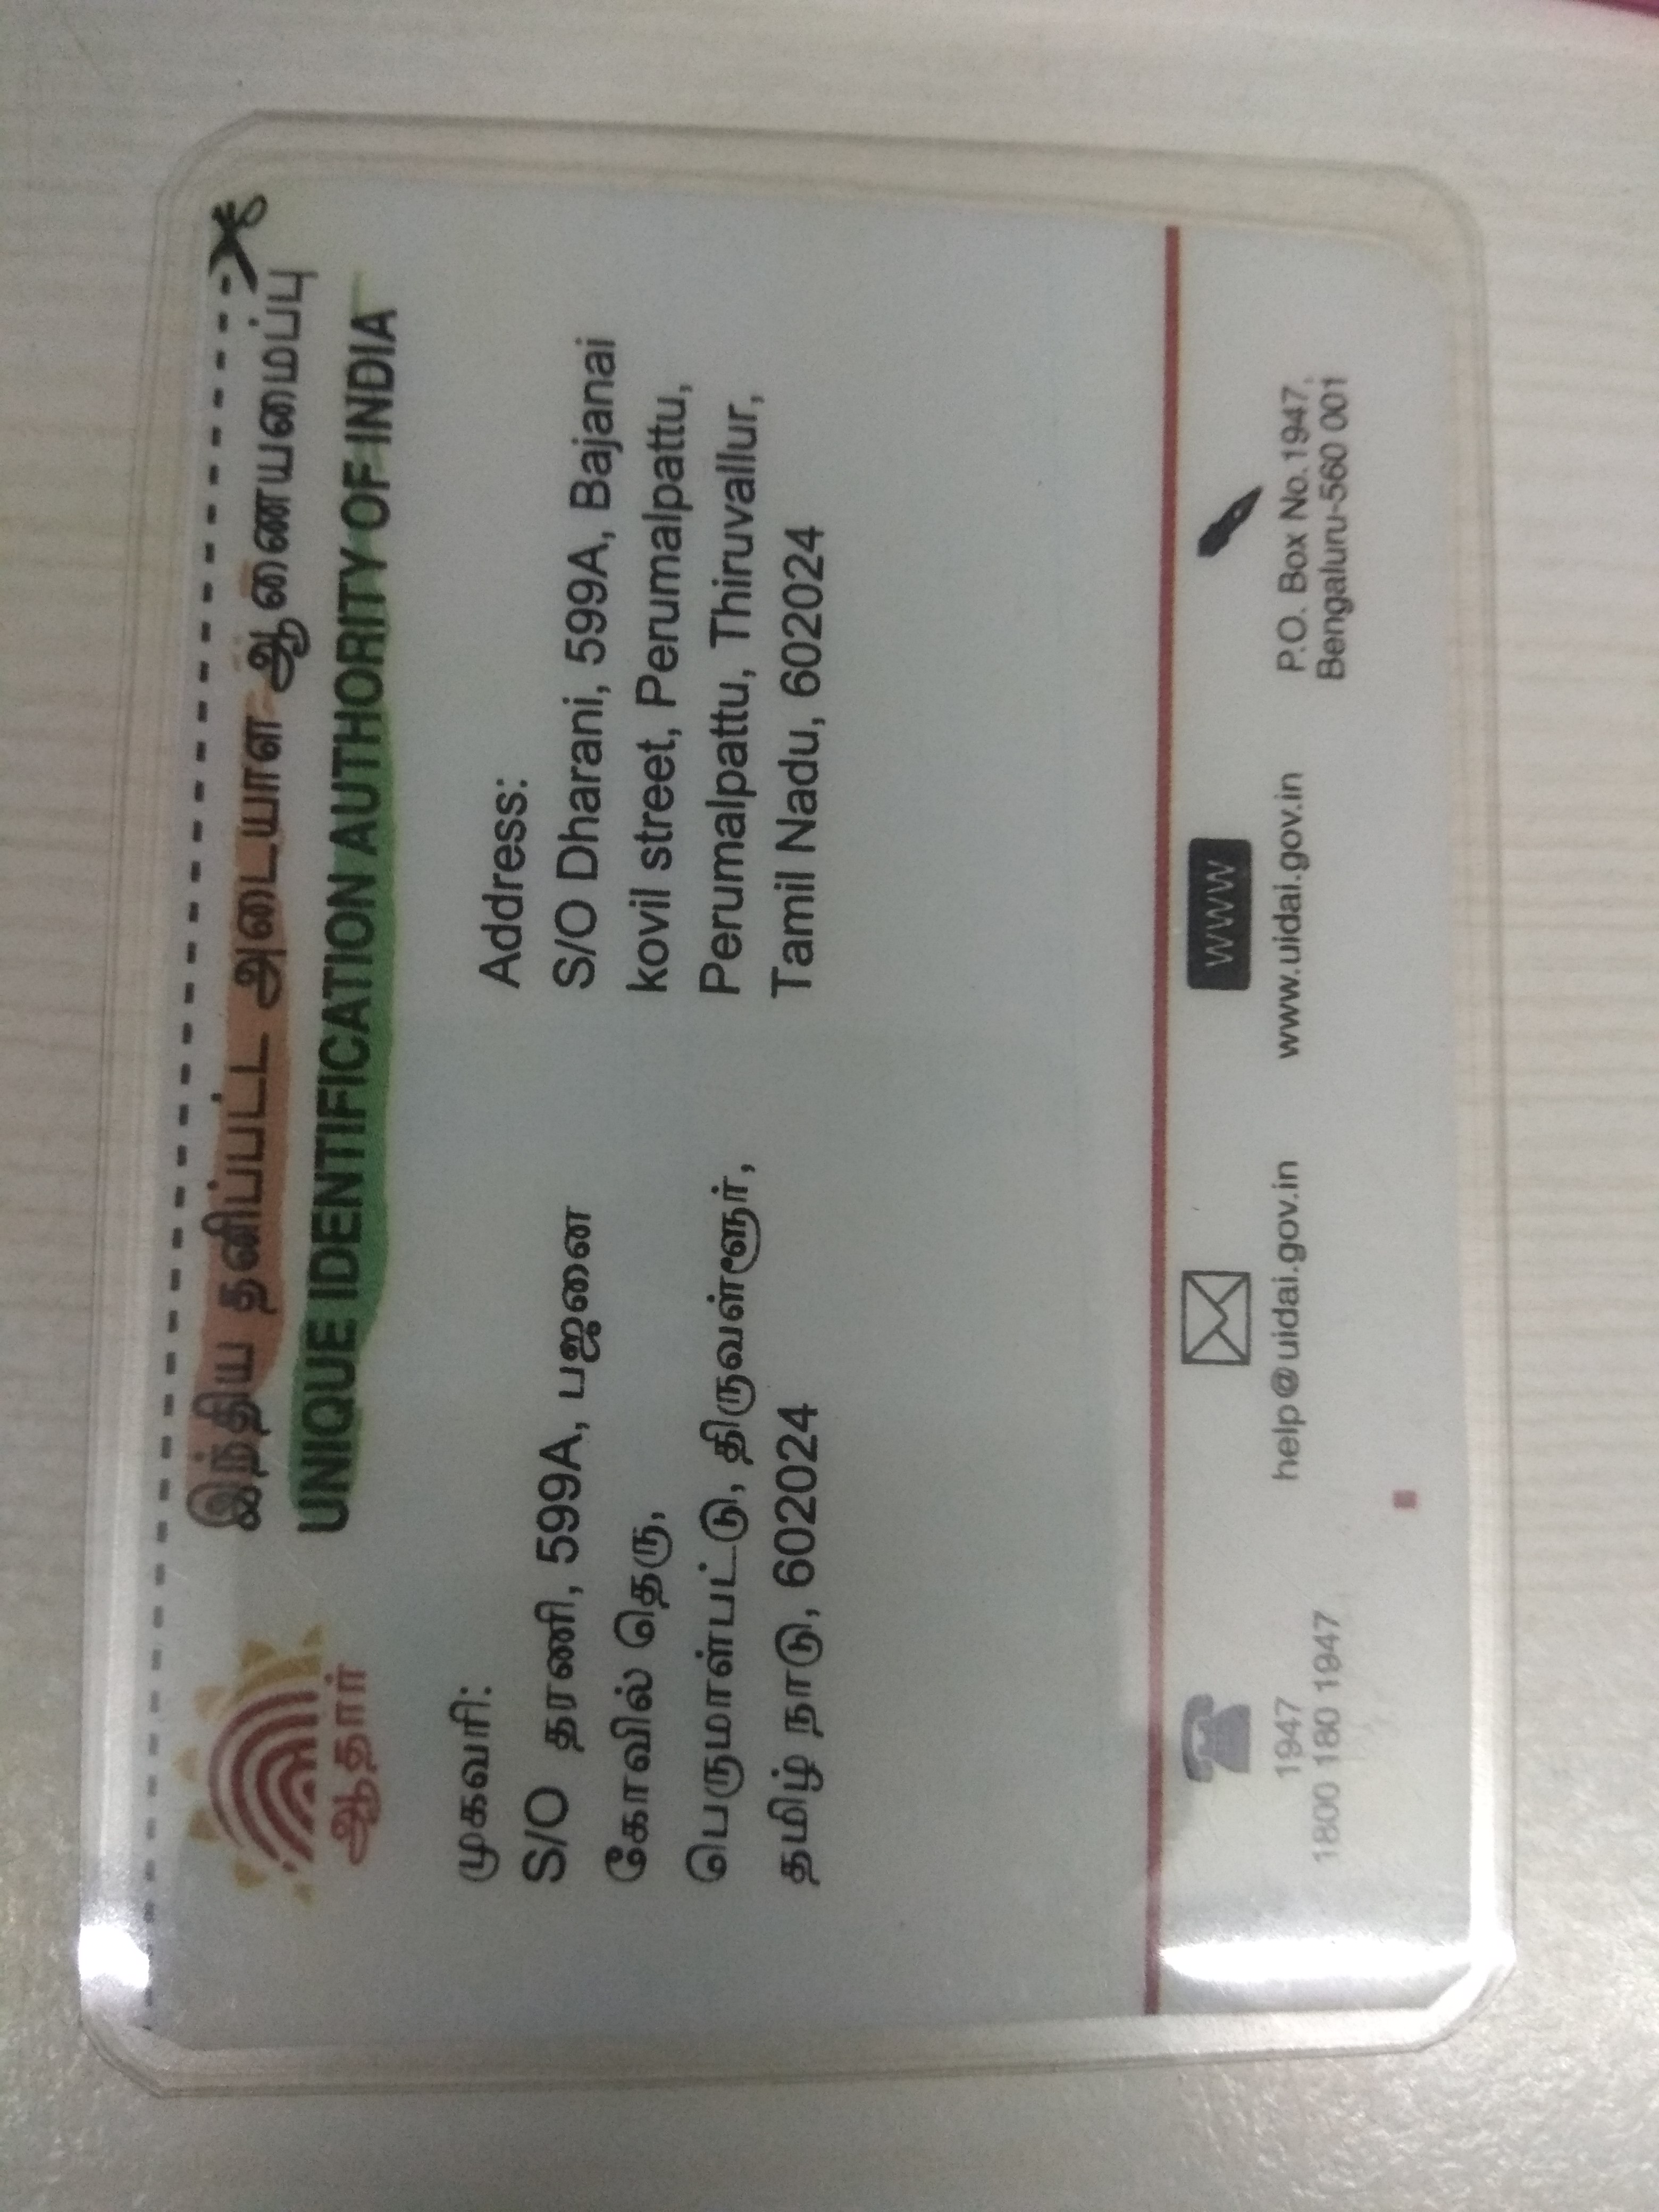 இந்திய தனிப்பட்ட அடையாள ஆணையமைப்பு
UNIQUE IDENTIFICATION AUTHORITY OF INDIA
ஆதார்
முகவரி:
S/O தரணி, 599A, பஜனை
கோவில் தெரு,
பெருமாள்பட்டு, திருவள்ளூர்,
தமிழ் நாடு, 602024
Address:
S/O Dharani, 599A, Bajanai
kovil street, Perumalpattu,
Perumalpattu, Thiruvallur,
Tamil Nadu, 602024
1947
1800 180 1947
help@uidai.gov.in
WWW
www.uidai.gov.in
P.O. Box No.1947,
Bengaluru-560 001